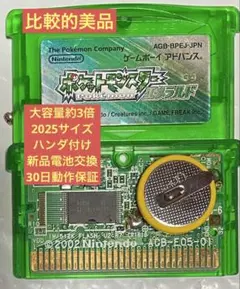 比較的美品
The Pokémon Company
AGB-BPEJ-JPN
Nintendo
ゲームボーイ アドバンス
ポケットモンスター
エメラルド
大容量約3倍
2025サイズ
ハンダ付け
新品電池交換
30日動作保証
©2002 Nintendo
AGB-E05-01